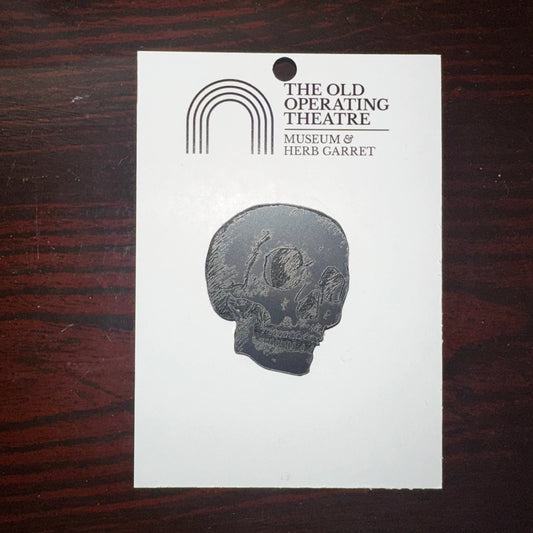 THE OLD
OPERATING
THEATRE
MUSEUM &
HERB GARRET